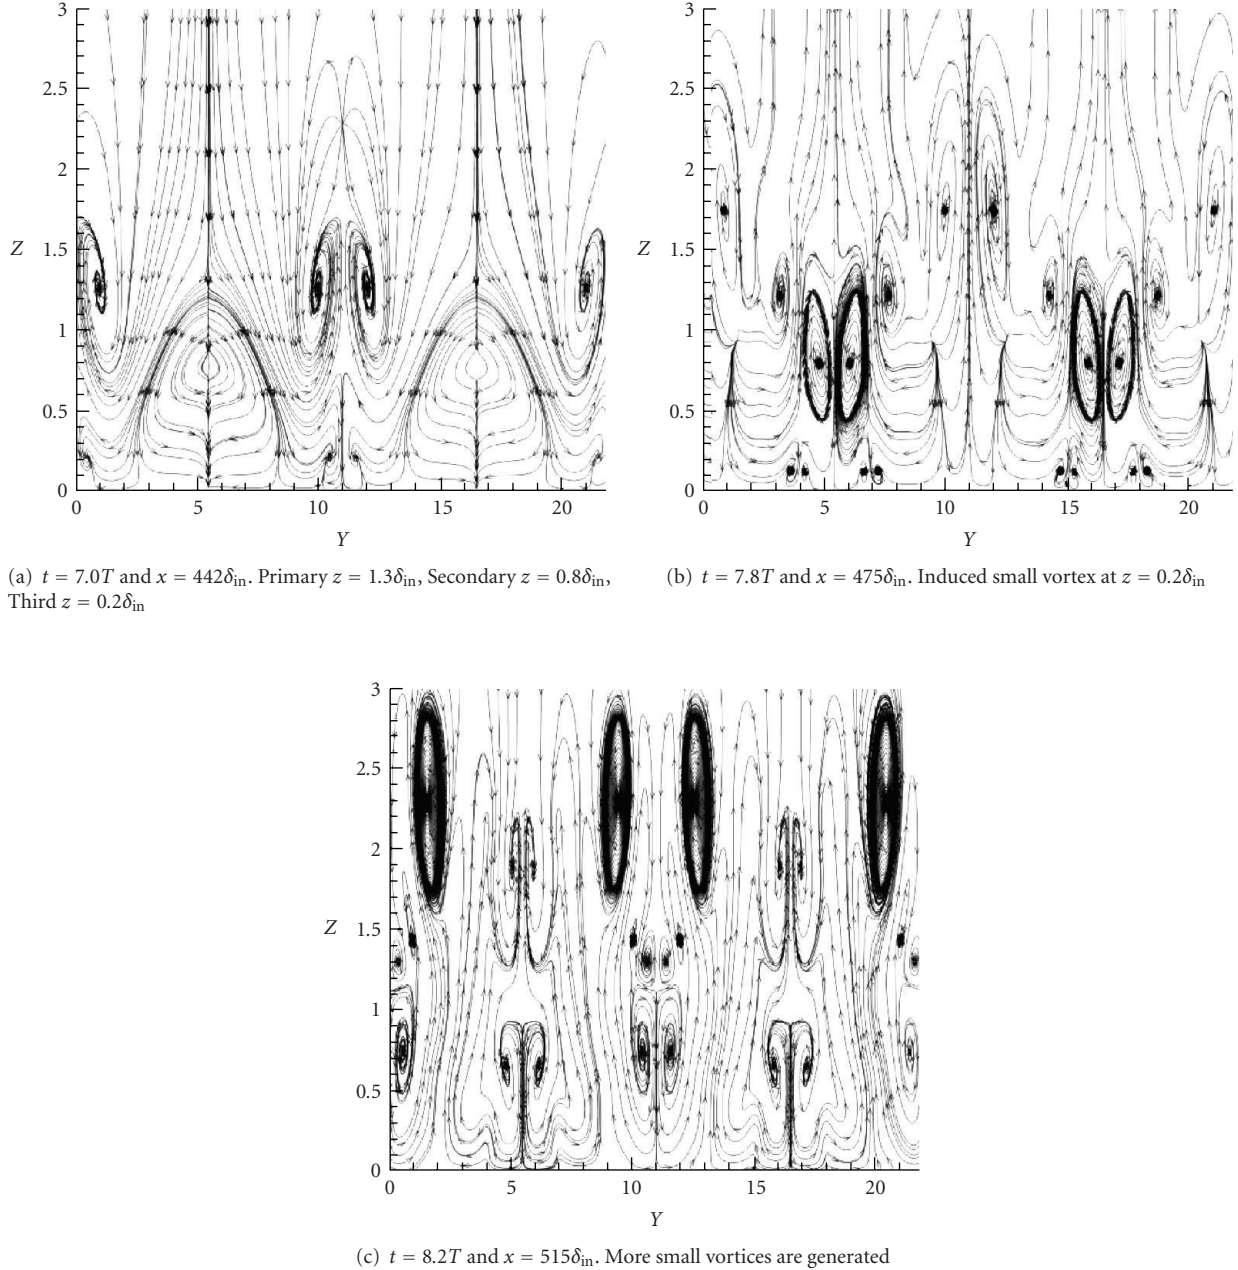 3
2.5
2
Z
1.5
1
0.5
0
0 5 10 15 20
Y
(a) t = 7.0T and x = 442δin. Primary z = 1.3δin, Secondary z = 0.8δin,
Third z = 0.2δin
3
2.5
2
Z
1.5
1
0.5
0
0 5 10 15 20
Y
(b) t = 7.8T and x = 475δin. Induced small vortex at z = 0.2δin
3
2.5
2
Z
1.5
1
0.5
0
0 5 10 15 20
Y
(c) t = 8.2T and x = 515δin. More small vortices are generated